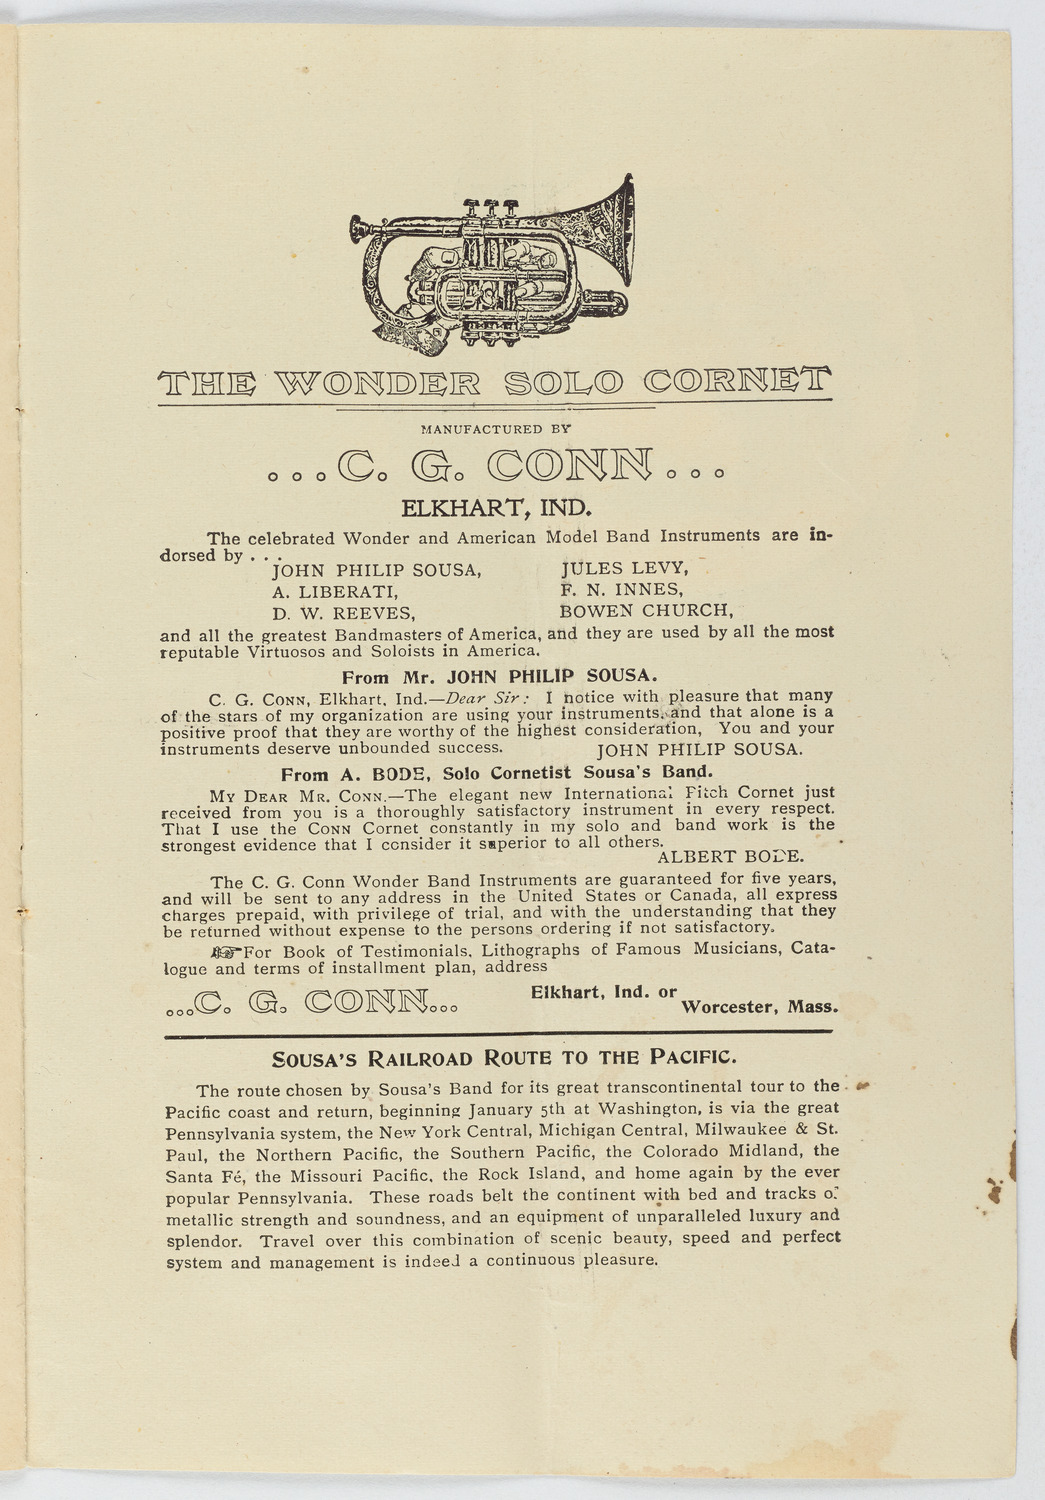 THE WONDER SOLO CORNET
MANUFACTURED BY
...C. G. CONN...
ELKHART, IND.
The celebrated Wonder and American Model Band Instruments are in-
dorsed by . . .
JOHN PHILIP SOUSA, JULES LEVY,
A. LIBERATI, F. N. INNES,
D. W. REEVES, BOWEN CHURCH,
and all the greatest Bandmasters of America, and they are used by all the most
reputable Virtuosos and Soloists in America.
From Mr. JOHN PHILIP SOUSA.
C. G. CONN, Elkhart, Ind.—Dear Sir: I notice with pleasure that many
of the stars of my organization are using your instruments, and that alone is a
positive proof that they are worthy of the highest consideration, You and your
instruments deserve unbounded success. JOHN PHILIP SOUSA.
From A. BODE, Solo Cornetist Sousa's Band.
MY DEAR MR. CONN.—The elegant new International Pitch Cornet just
received from you is a thoroughly satisfactory instrument in every respect.
That I use the CONN Cornet constantly in my solo and band work is the
strongest evidence that I consider it superior to all others.
ALBERT BODE.
The C. G. Conn Wonder Band Instruments are guaranteed for five years,
and will be sent to any address in the United States or Canada, all express
charges prepaid, with privilege of trial, and with the understanding that they
be returned without expense to the persons ordering if not satisfactory.
☞For Book of Testimonials, Lithographs of Famous Musicians, Cata-
logue and terms of installment plan, address
...C. G. CONN... Elkhart, Ind. or
Worcester, Mass.
SOUSA'S RAILROAD ROUTE TO THE PACIFIC.
The route chosen by Sousa's Band for its great transcontinental tour to the
Pacific coast and return, beginning January 5th at Washington, is via the great
Pennsylvania system, the New York Central, Michigan Central, Milwaukee & St.
Paul, the Northern Pacific, the Southern Pacific, the Colorado Midland, the
Santa Fé, the Missouri Pacific, the Rock Island, and home again by the ever
popular Pennsylvania. These roads belt the continent with bed and tracks of
metallic strength and soundness, and an equipment of unparalleled luxury and
splendor. Travel over this combination of scenic beauty, speed and perfect
system and management is indeed a continuous pleasure.